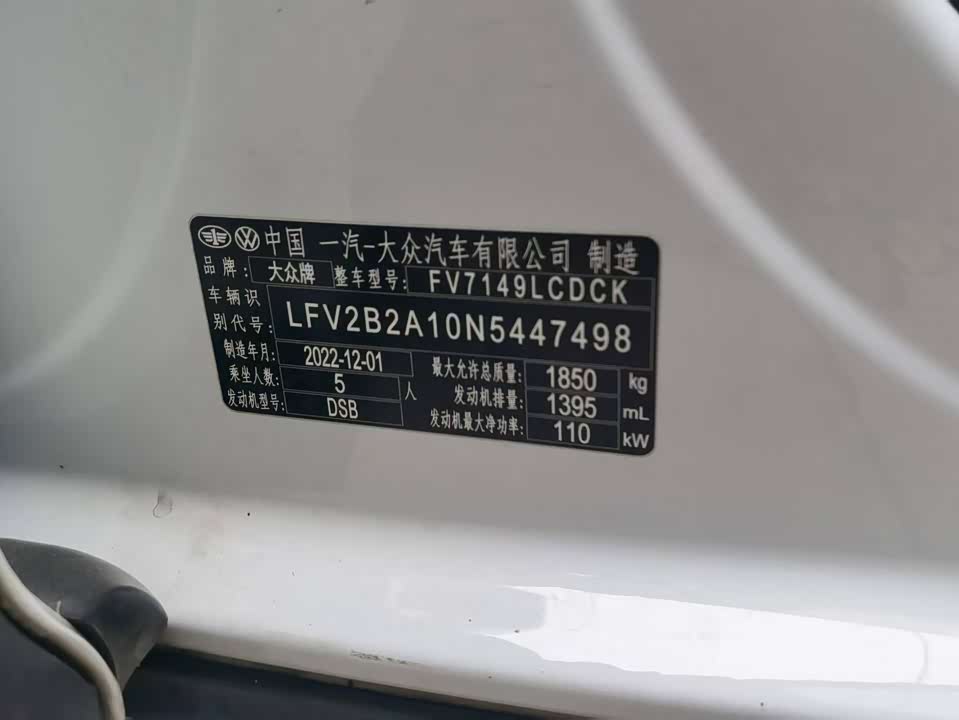 中国 一汽-大众汽车有限公司 制造
品牌: 大众牌 整车型号: FV7149LCDCK
车辆识别代号: LFV2B2A10N5447498
制造年月: 2022-12-01 最大允许总质量: 1850 kg
乘坐人数: 5 人 发动机排量: 1395 mL
发动机型号: DSB 发动机最大净功率: 110 kW